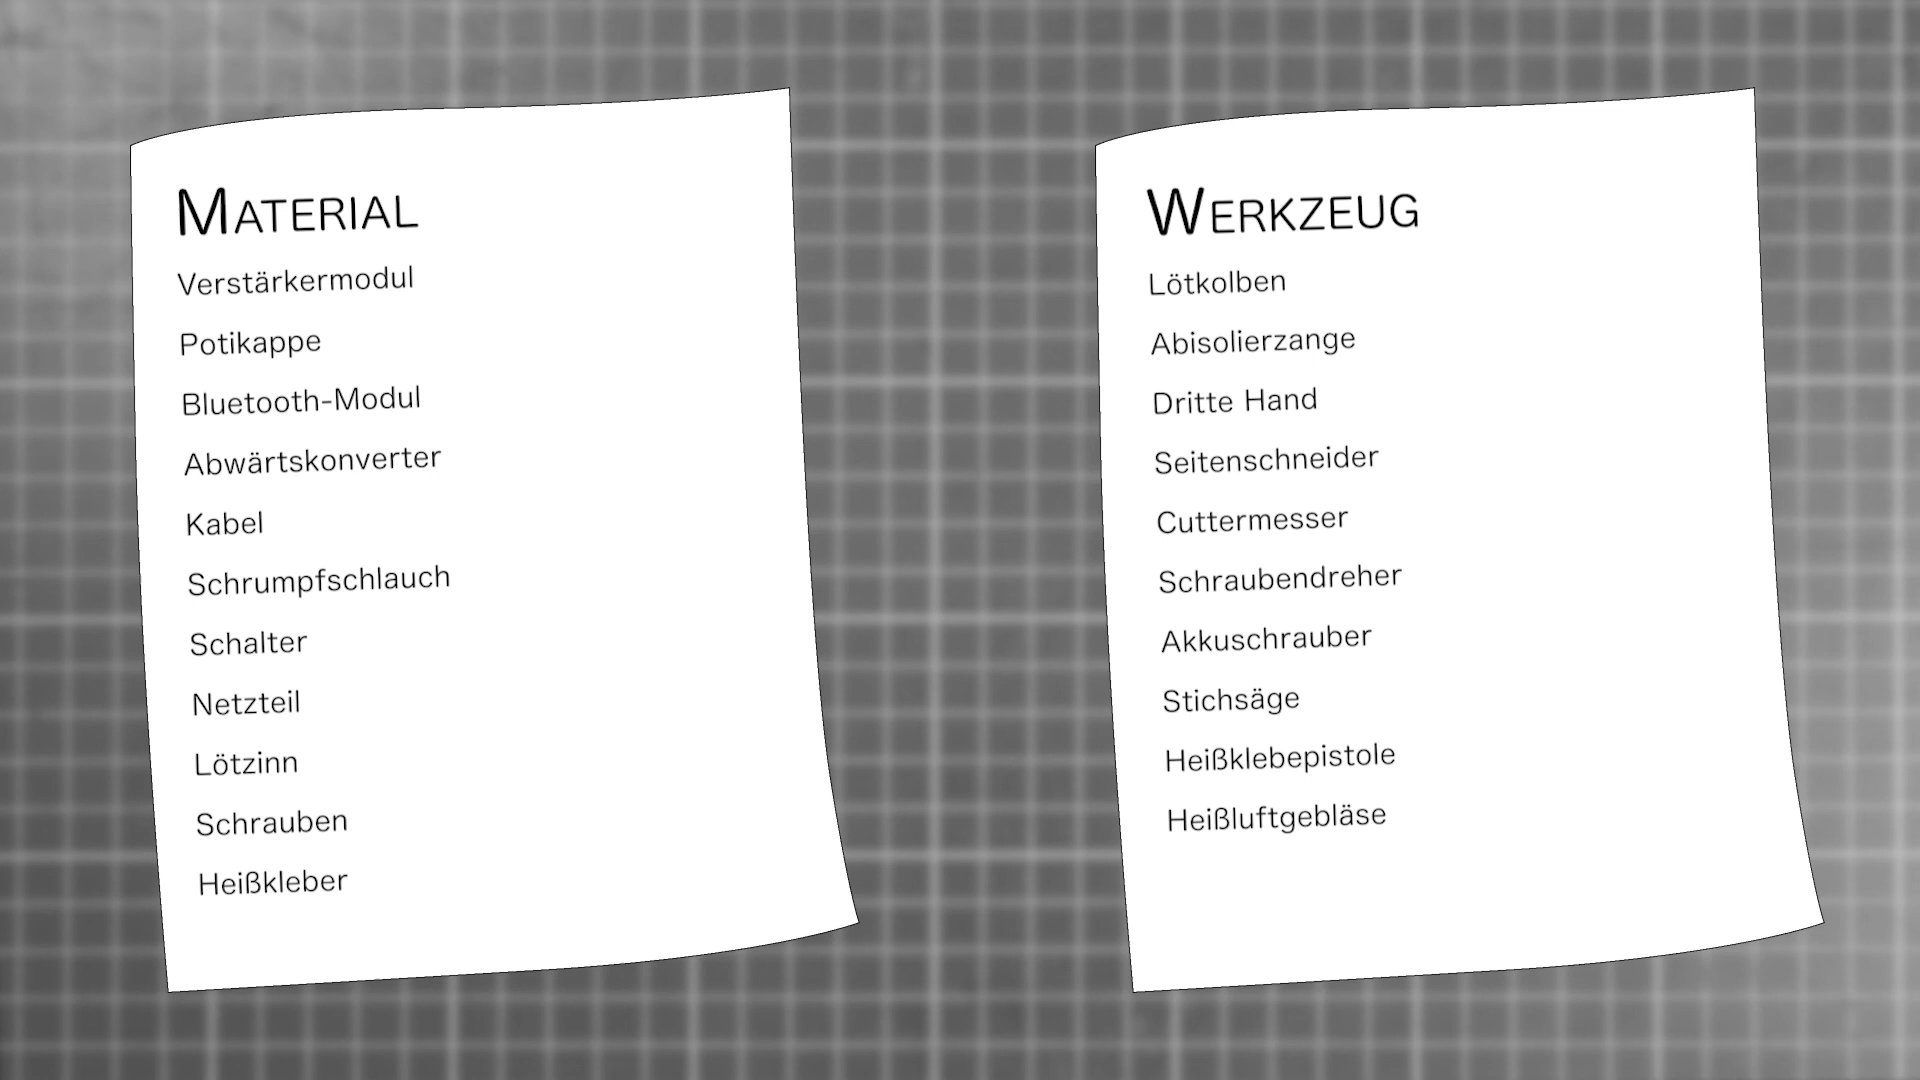 Material
Verstärkermodul
Potikappe
Bluetooth-Modul
Abwärtskonverter
Kabel
Schrumpfschlauch
Schalter
Netzteil
Lötzinn
Schrauben
Heißkleber
Werkzeug
Lötkolben
Abisolierzange
Dritte Hand
Seitenschneider
Cuttermesser
Schraubendreher
Akkuschrauber
Stichsäge
Heißklebepistole
Heißluftgebläse